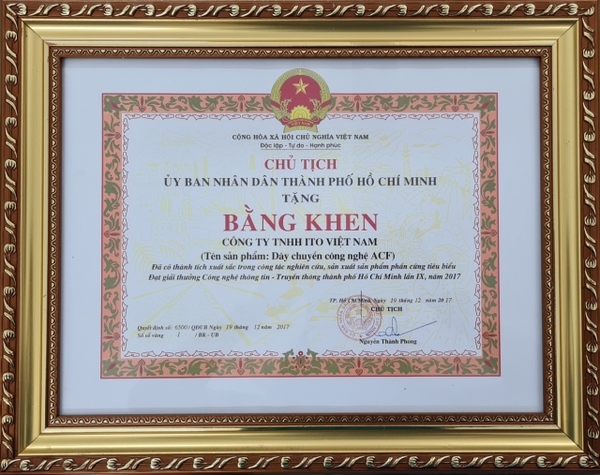 CỘNG HÒA XÃ HỘI CHỦ NGHĨA VIỆT NAM
Độc lập - Tự do - Hạnh phúc
CHỦ TỊCH
ỦY BAN NHÂN DÂN THÀNH PHỐ HỒ CHÍ MINH
TẶNG
BẰNG KHEN
CÔNG TY TNHH ITO VIỆT NAM
(Tên sản phẩm: Dây chuyền công nghệ ACF)
Đã có thành tích xuất sắc trong công tác nghiên cứu, sản xuất sản phẩm phần cứng tiêu biểu
Đạt giải thưởng Công nghệ thông tin - Truyền thông thành phố Hồ Chí Minh lần IX, năm 2017
TP. Hồ Chí Minh, Ngày 20 tháng 12 năm 2017
CHỦ TỊCH
Quyết định số: 6500 / QĐUB Ngày 19 tháng 12 năm 2017
Số sổ vàng 1 / BK - UB
Nguyễn Thành Phong